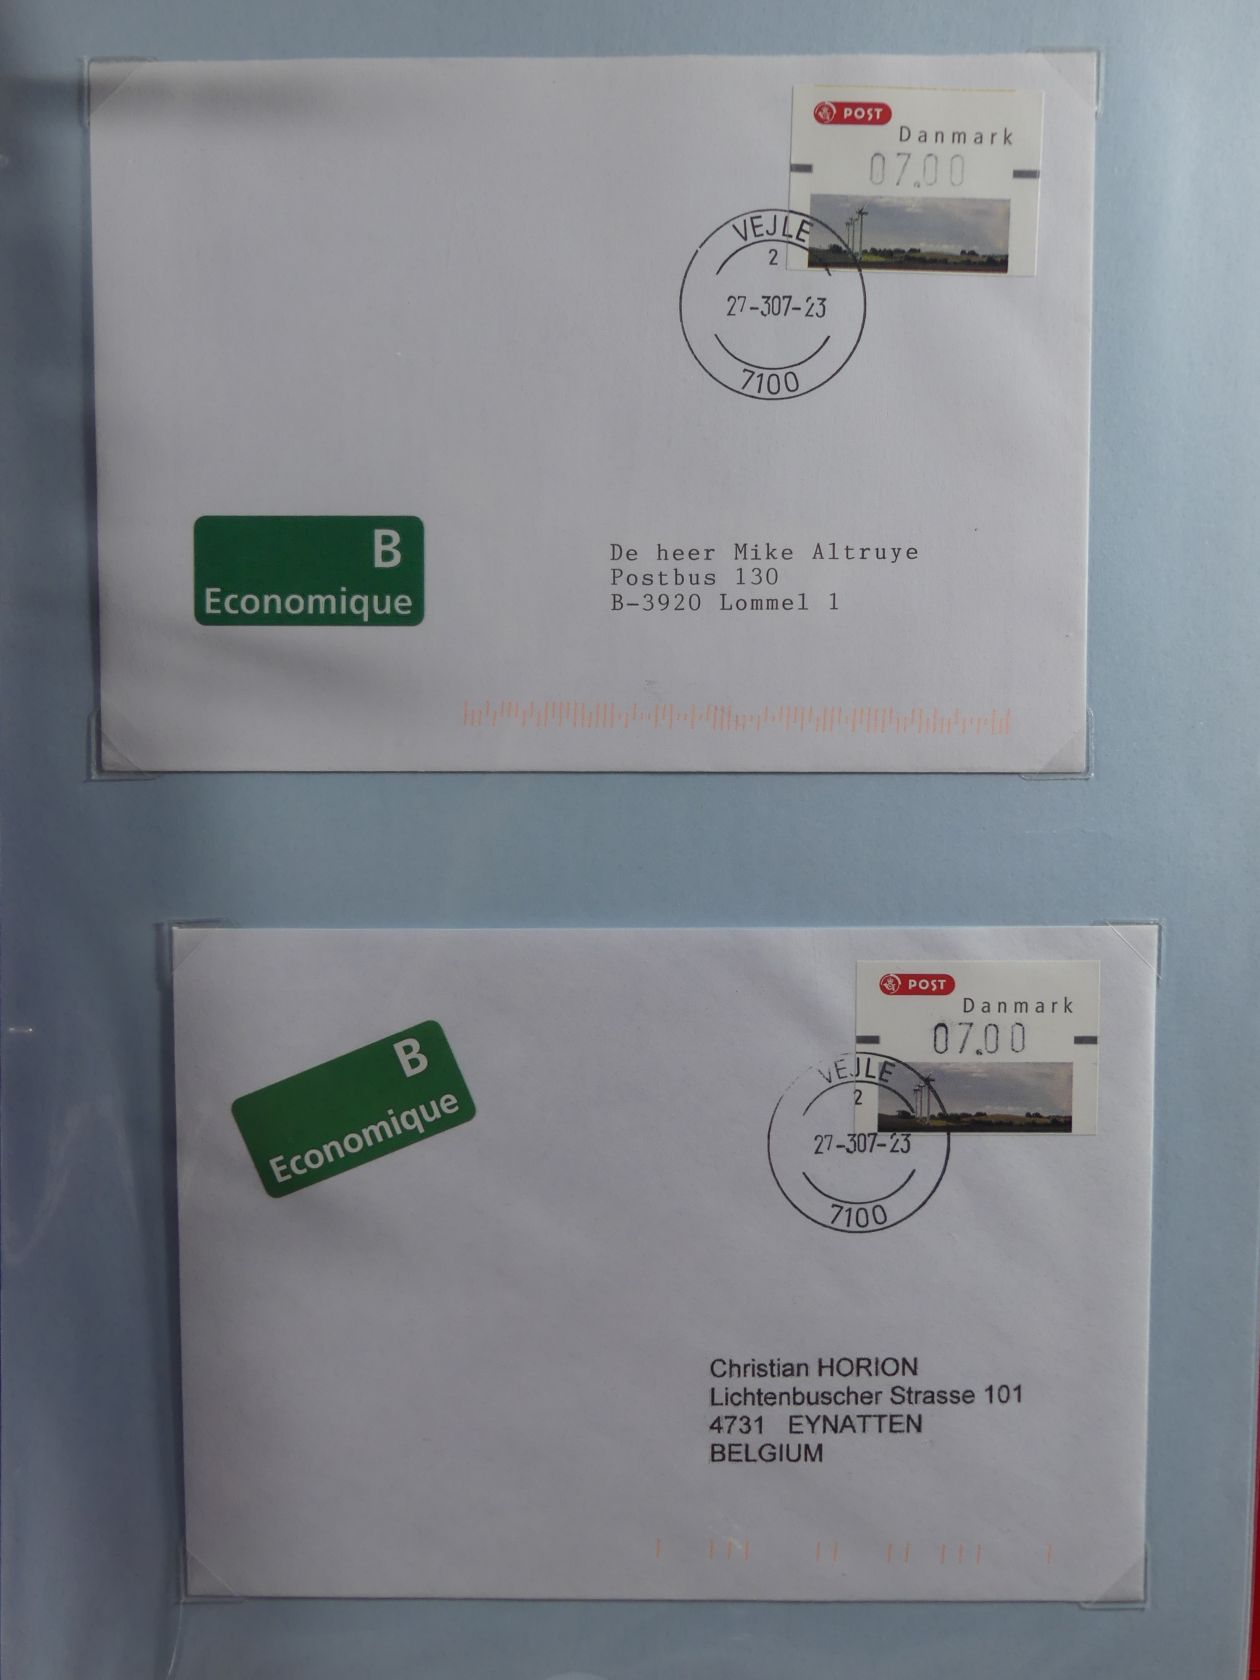 POST
Danmark
07.00
VEJLE
2
27-307-23
7100
B
Economique
De heer Mike Altruye
Postbus 130
B-3920 Lommel 1
POST
Danmark
07.00
VEJLE
2
27-307-23
7100
B
Economique
Christian HORION
Lichtenbuscher Strasse 101
4731 EYNATTEN
BELGIUM